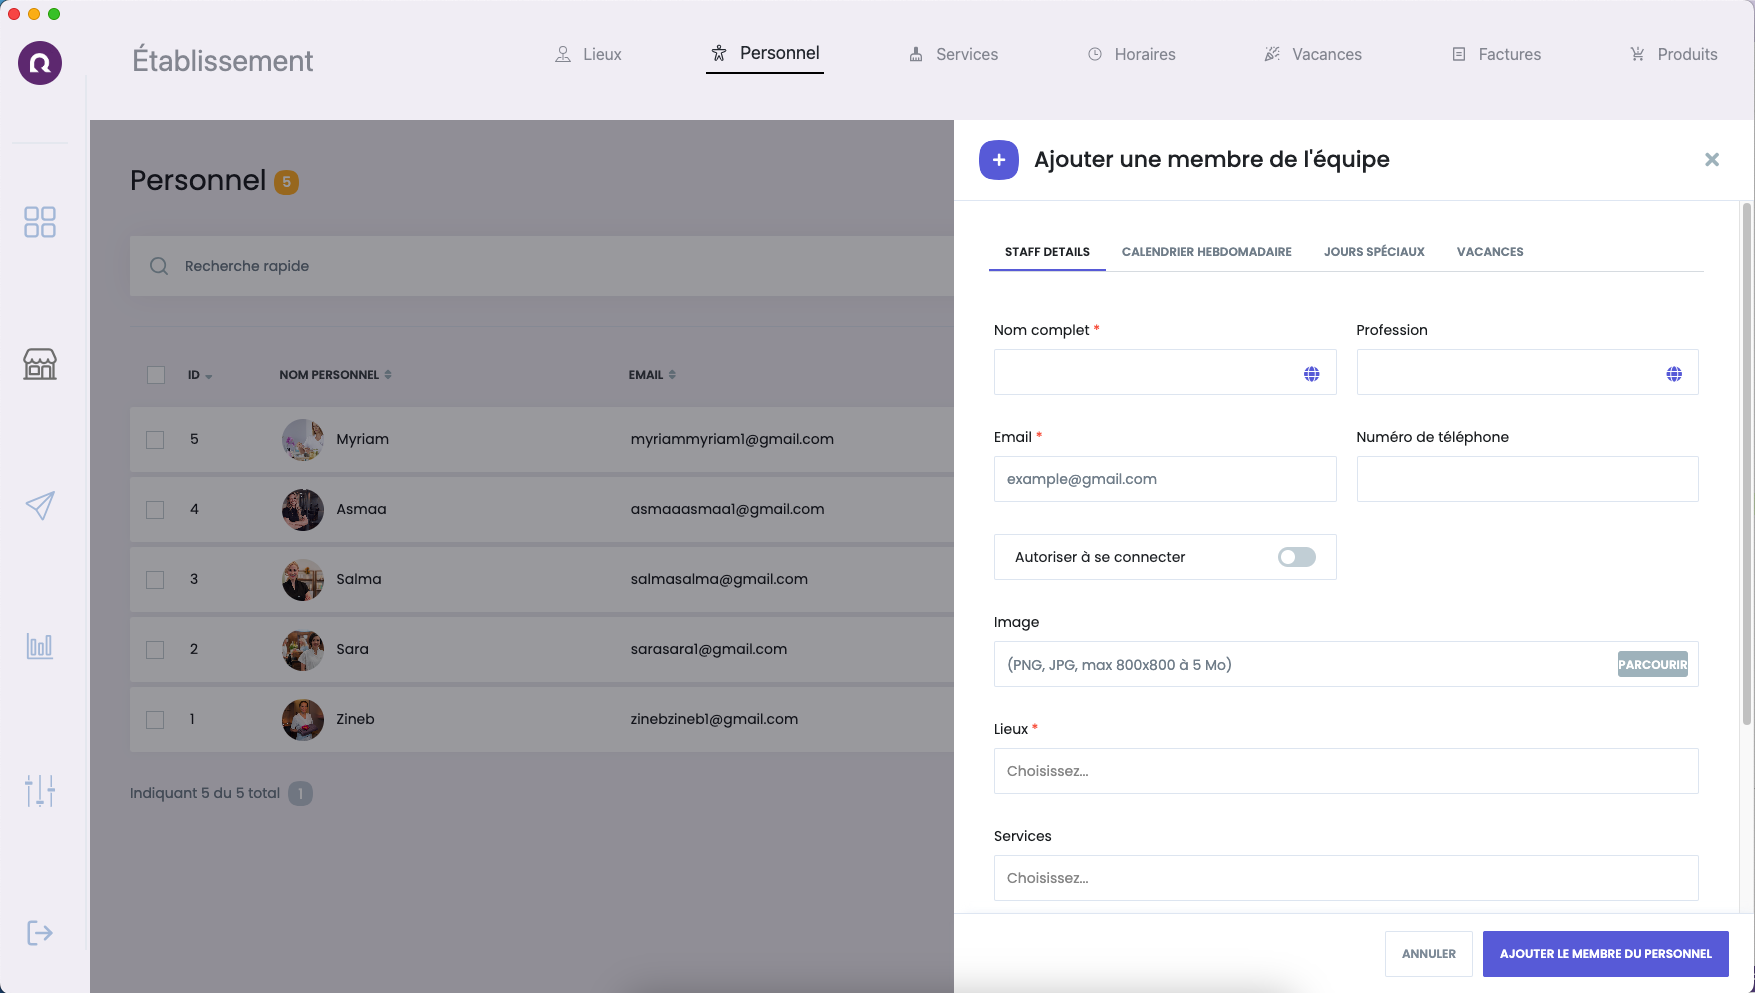 Établissement
Lieux
Personnel
Services
Horaires
Vacances
Factures
Produits
Personnel 5
Recherche rapide
ID
NOM PERSONNEL
EMAIL
5 Myriam myriammyriam1@gmail.com
4 Asmaa asmaaasmaa1@gmail.com
3 Salma salmasalma@gmail.com
2 Sara sarasara1@gmail.com
1 Zineb zinebzineb1@gmail.com
Indiquant 5 du 5 total 1
Ajouter une membre de l'équipe
STAFF DETAILS
CALENDRIER HEBDOMADAIRE
JOURS SPÉCIAUX
VACANCES
Nom complet *
Profession
Email *
Numéro de téléphone
example@gmail.com
Autoriser à se connecter
Image
(PNG, JPG, max 800x800 à 5 Mo)
PARCOURIR
Lieux *
Choisissez...
Services
Choisissez...
ANNULER
AJOUTER LE MEMBRE DU PERSONNEL